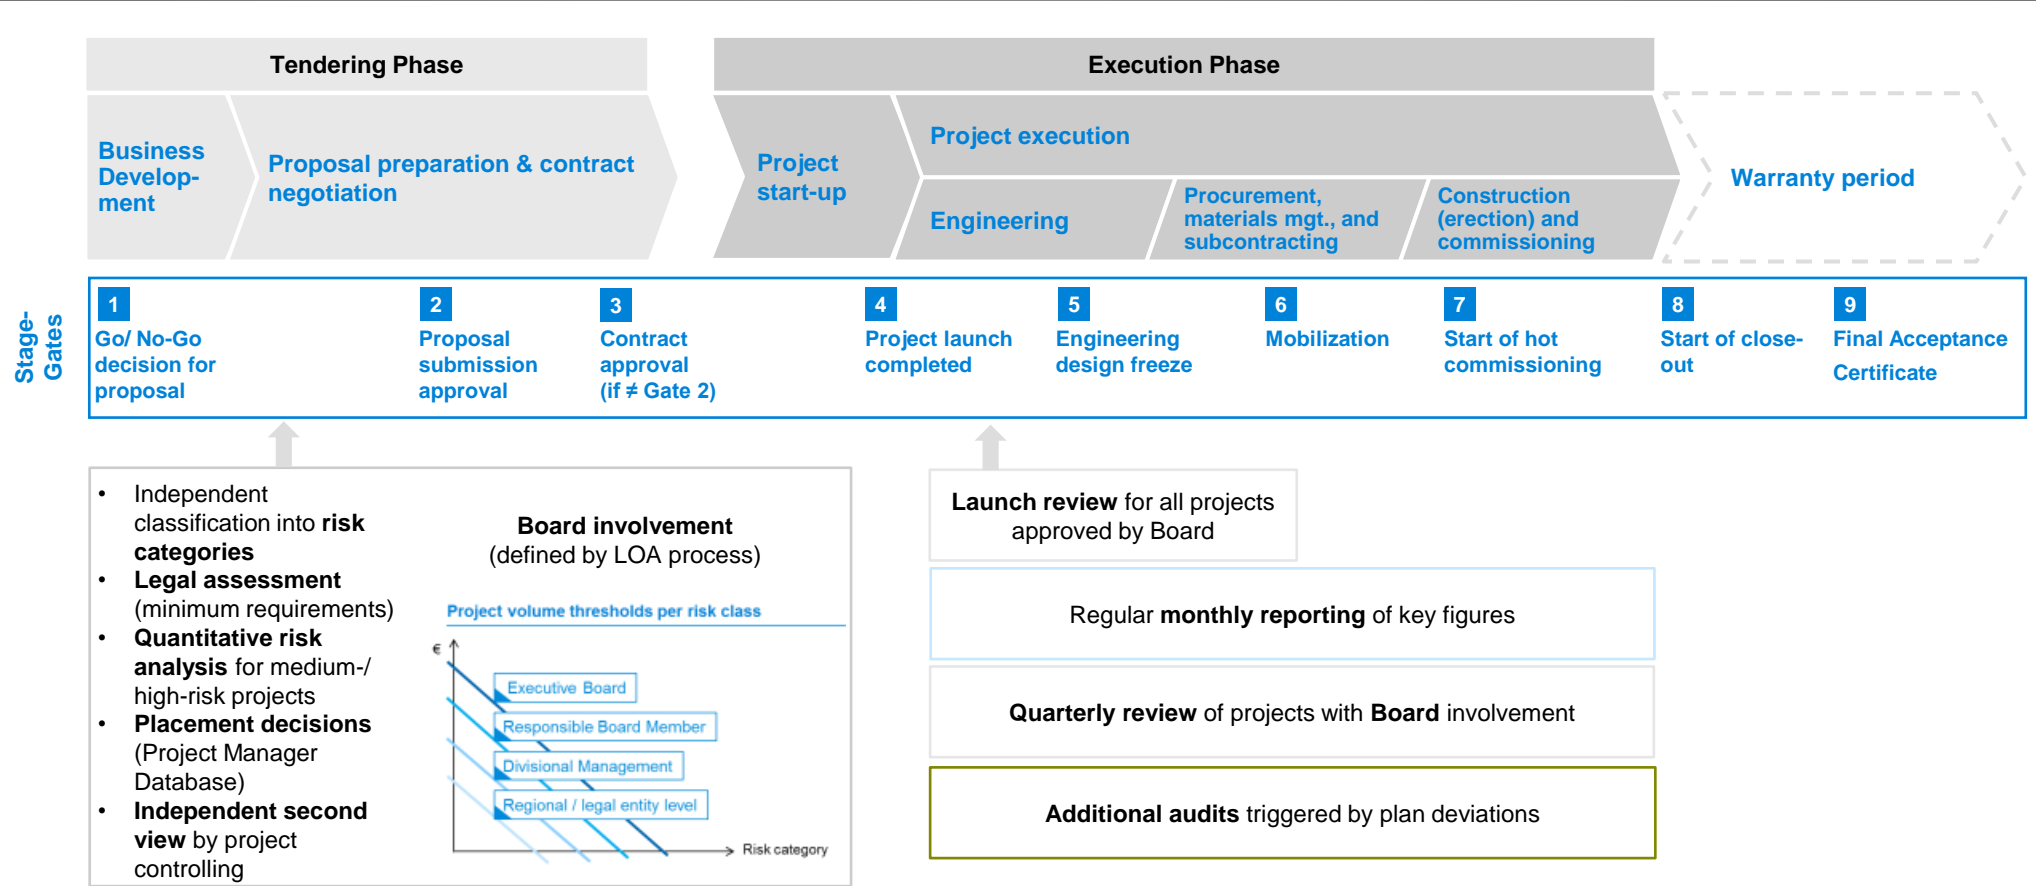 Tendering Phase
Execution Phase
Business
Develop-
ment
Proposal preparation & contract
negotiation
Project
start-up
Project execution
Engineering
Procurement,
materials mgt., and
subcontracting
Construction
(erection) and
commissioning
Warranty period
Stage-
Gates
1
Go/ No-Go
decision for
proposal
2
Proposal
submission
approval
3
Contract
approval
(if ≠ Gate 2)
4
Project launch
completed
5
Engineering
design freeze
6
Mobilization
7
Start of hot
commissioning
8
Start of close-
out
9
Final Acceptance
Certificate
• Independent
classification into risk
categories
• Legal assessment
(minimum requirements)
• Quantitative risk
analysis for medium-/
high-risk projects
• Placement decisions
(Project Manager
Database)
• Independent second
view by project
controlling
Board involvement
(defined by LOA process)
Project volume thresholds per risk class
€
Executive Board
Responsible Board Member
Divisional Management
Regional / legal entity level
Risk category
Launch review for all projects
approved by Board
Regular monthly reporting of key figures
Quarterly review of projects with Board involvement
Additional audits triggered by plan deviations